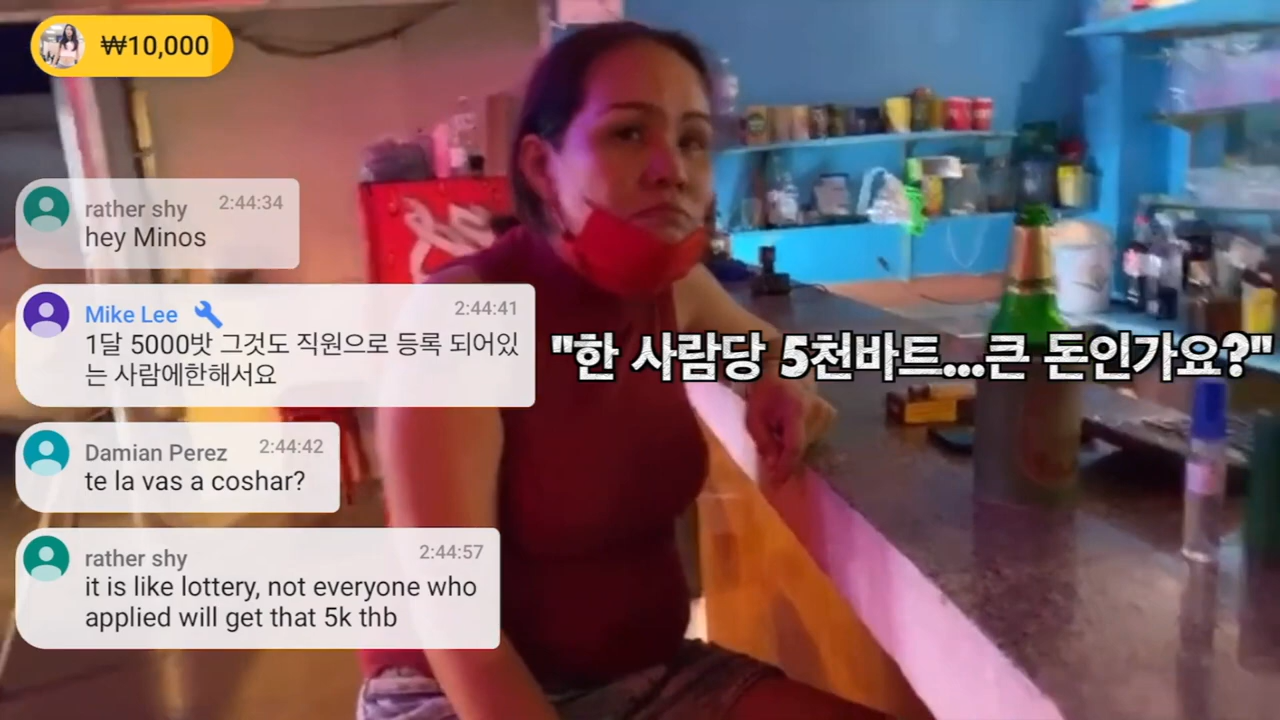 ₩10,000
rather shy 2:44:34
hey Minos
Mike Lee 2:44:41
1달 5000밧 그것도 직원으로 등록 되어있
는 사람에한해서요
"한 사람당 5천바트...큰 돈인가요?"
Damian Perez 2:44:42
te la vas a coshar?
rather shy 2:44:57
it is like lottery, not everyone who
applied will get that 5k thb